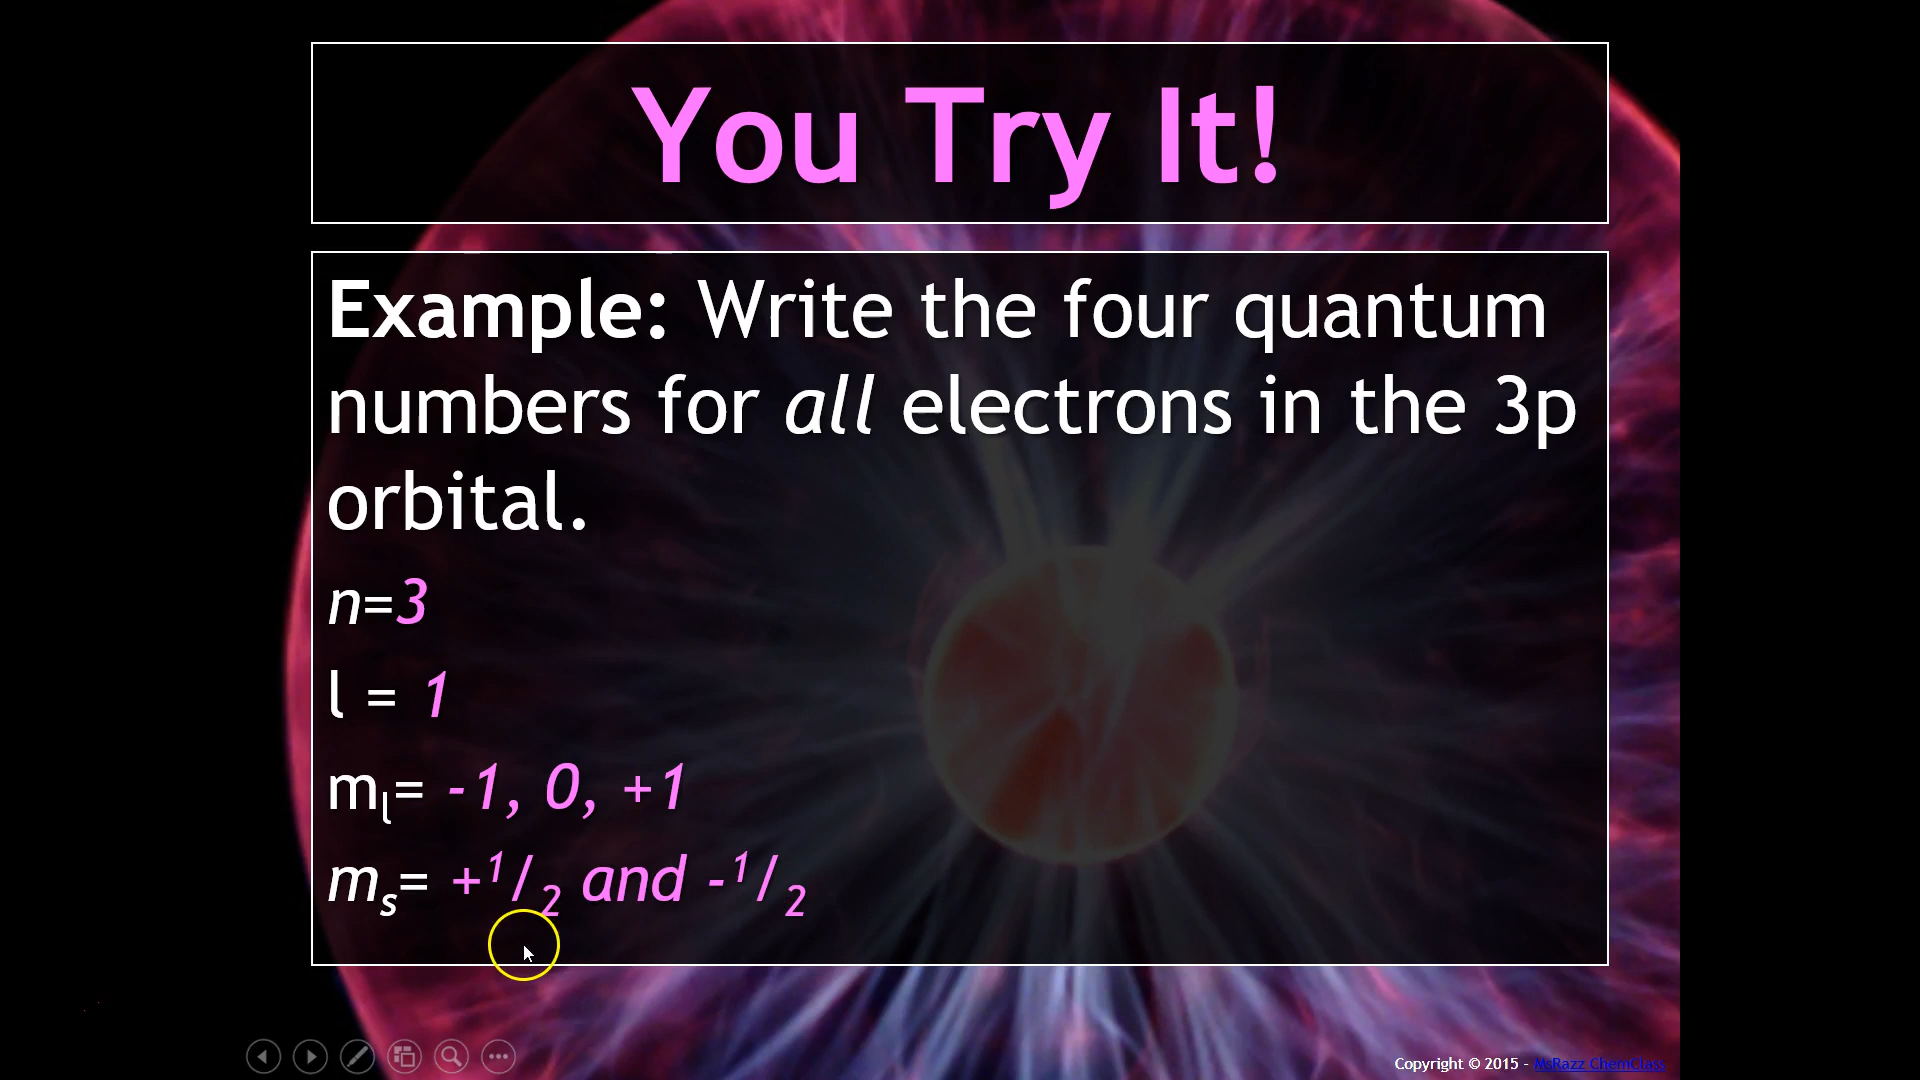 You Try It!
Example: Write the four quantum
numbers for all electrons in the 3p
orbital.
n=3
l = 1
mₗ= -1, 0, +1
mₛ= +¹/₂ and -¹/₂
Copyright © 2015 - MsRazz ChemClass